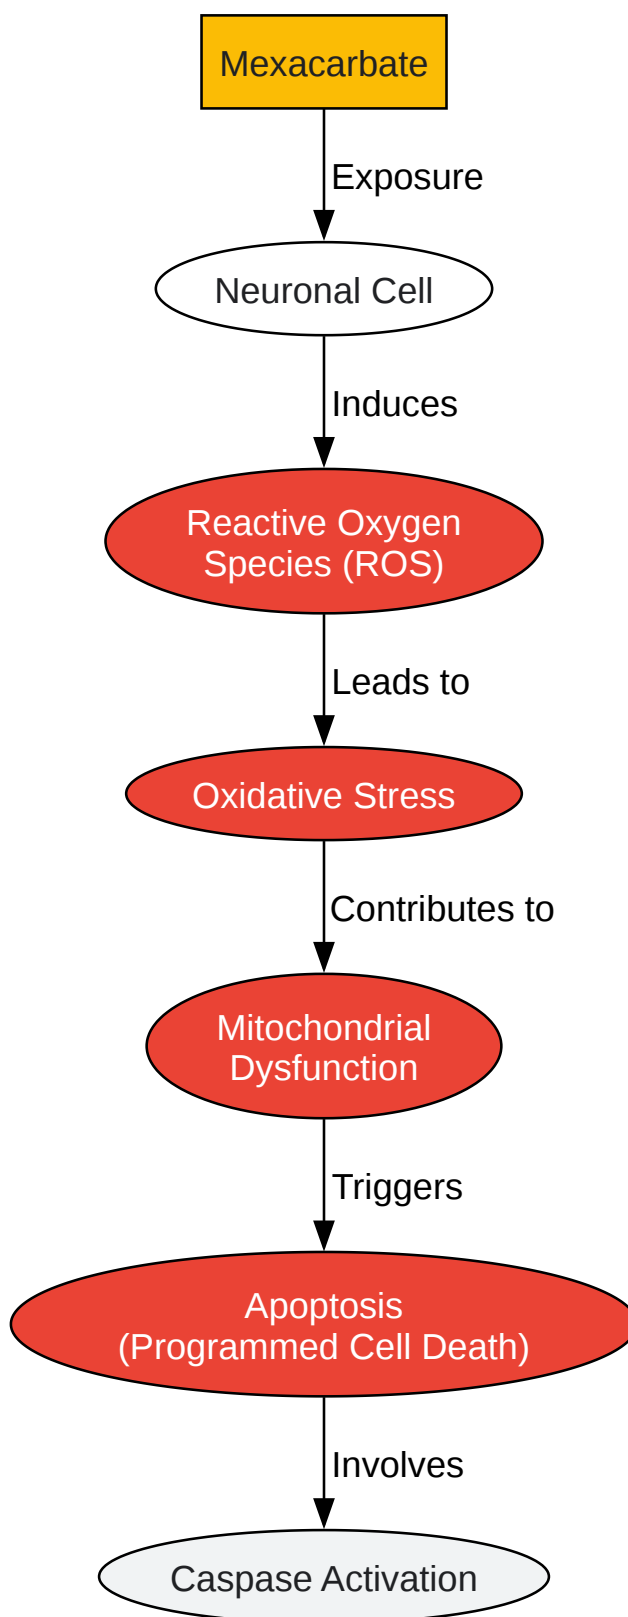 Mexacarbate
Exposure
Neuronal Cell
Induces
Reactive Oxygen
Species (ROS)
Leads to
Oxidative Stress
Contributes to
Mitochondrial
Dysfunction
Triggers
Apoptosis
(Programmed Cell Death)
Involves
Caspase Activation